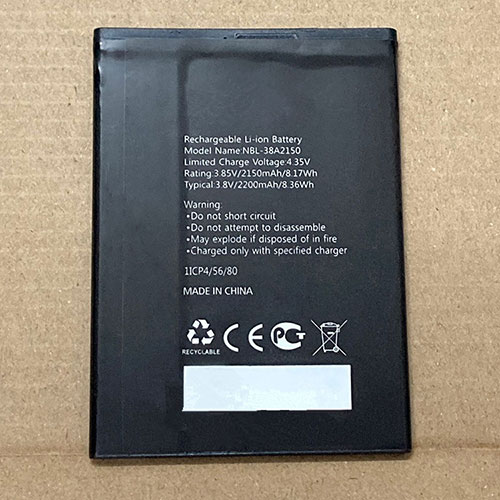 Rechargeable Li-ion Battery
Model Name:NBL-38A2150
Limited Charge Voltage:4.35V
Rating:3.85V/2150mAh/8.17Wh
Typical:3.8V/2200mAh/8.36Wh
Warning:
•Do not short circuit
•Do not attempt to disassemble
•May explode if disposed of in fire
•Charged only with specified charger
1ICP4/56/80
MADE IN CHINA
CE PCT
RECYCLABLE